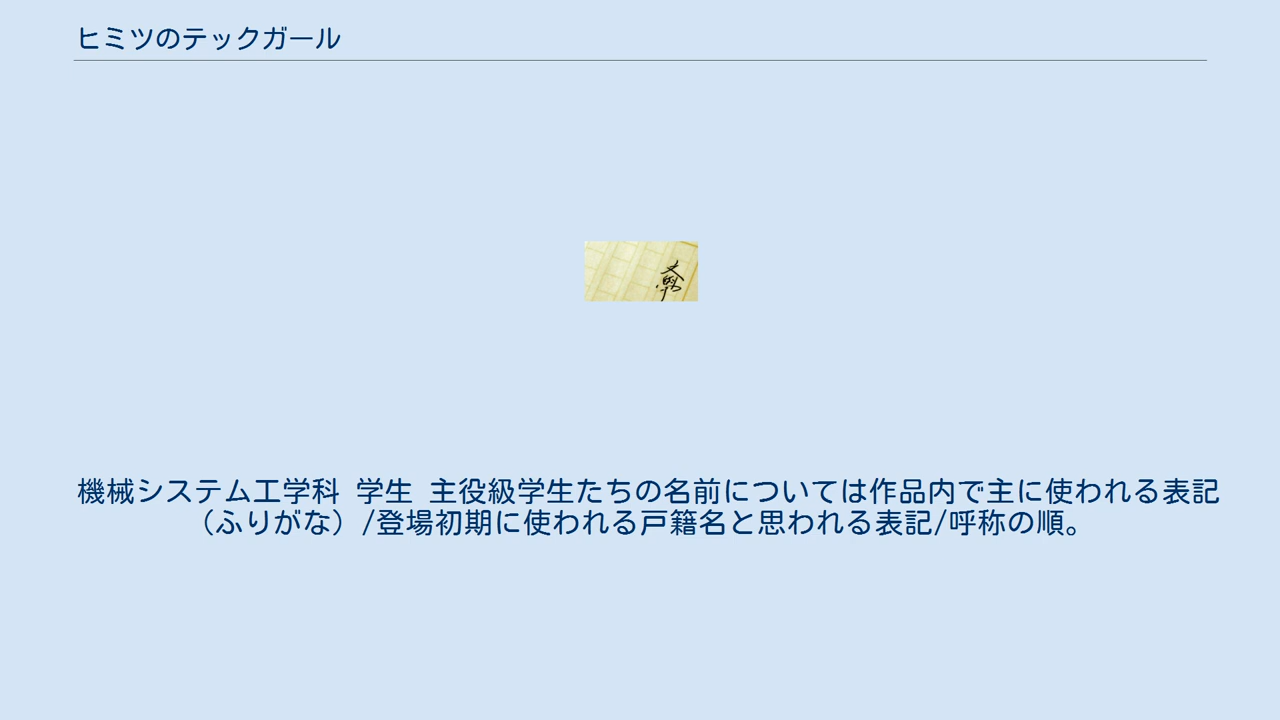 ヒミツのテックガール
機械システム工学科 学生 主役級学生たちの名前については作品内で主に使われる表記
（ふりがな）/登場初期に使われる戸籍名と思われる表記/呼称の順。